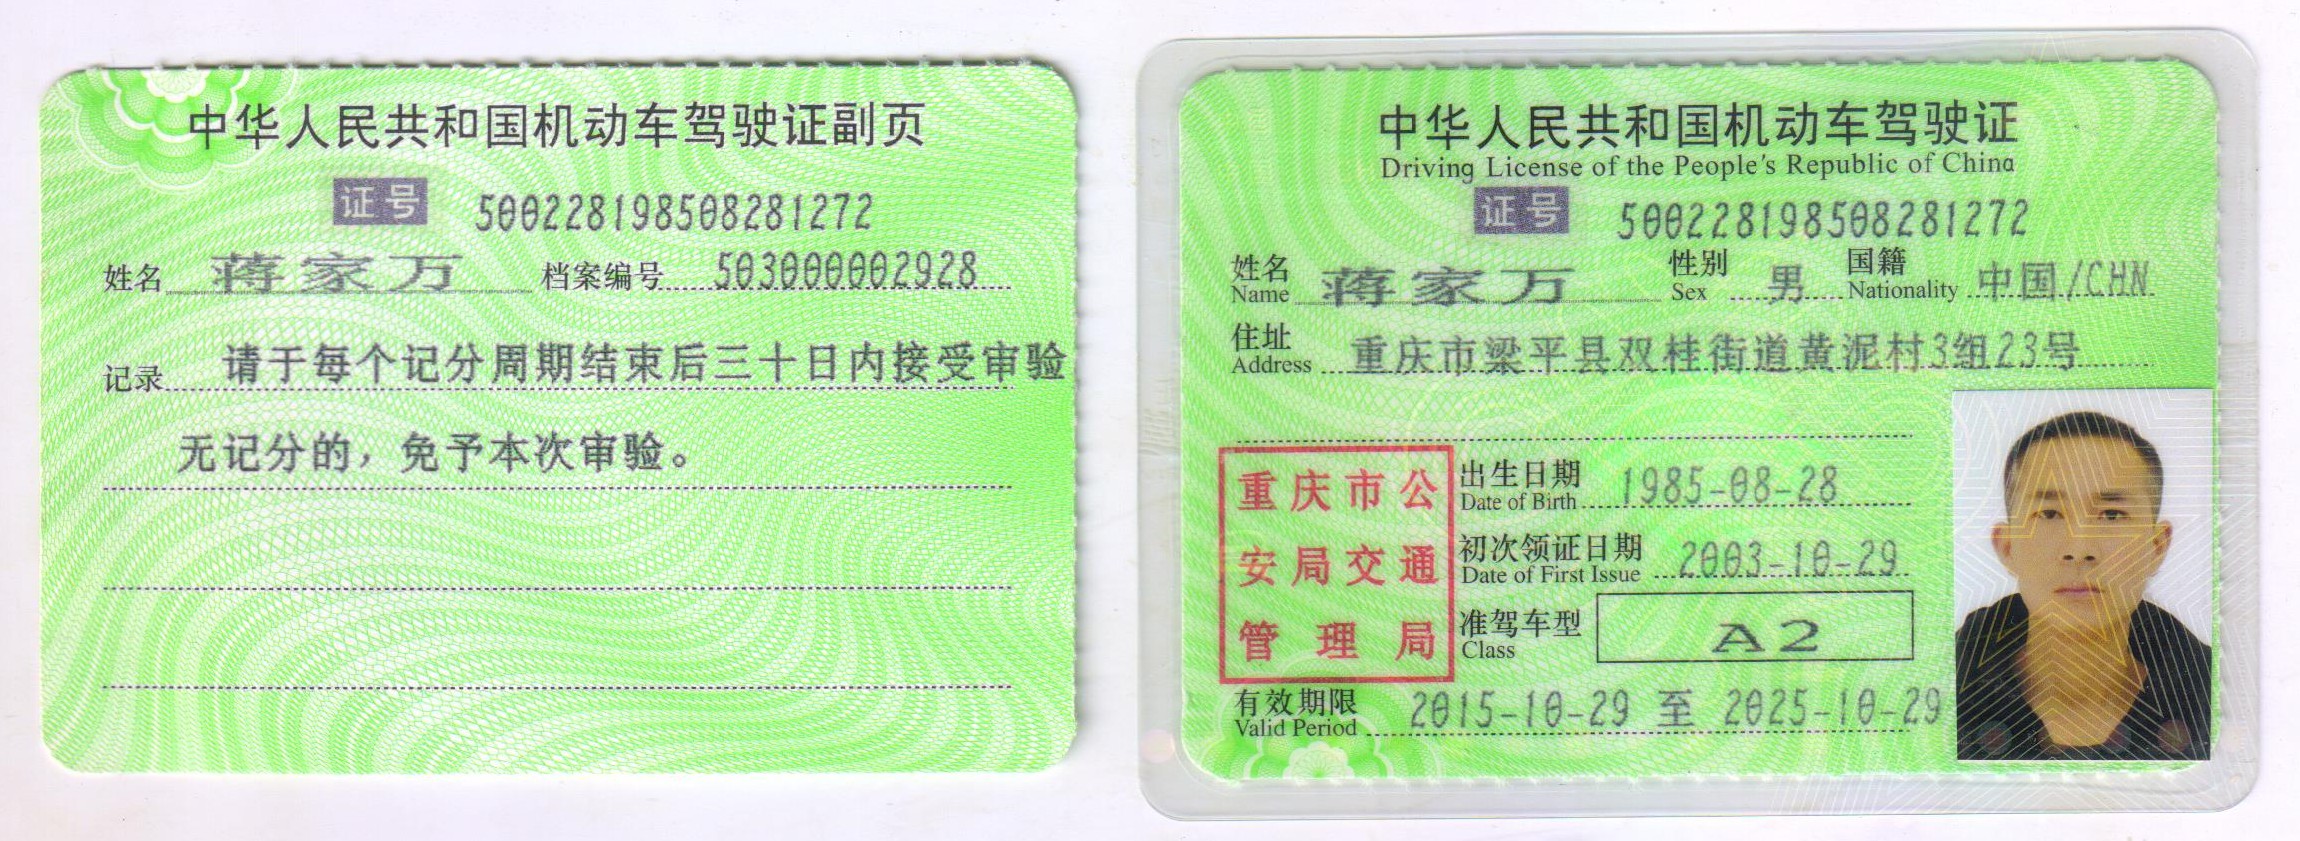 中华人民共和国机动车驾驶证副页
证号 500228198508281272
姓名 蒋家万 档案编号 503000002928
记录 请于每个记分周期结束后三十日内接受审验
无记分的，免予本次审验。
中华人民共和国机动车驾驶证
Driving License of the People's Republic of China
证号 500228198508281272
姓名 蒋家万 性别 男 国籍 中国/CHN
Name Sex Nationality
住址 重庆市梁平县双桂街道黄泥村3组23号
Address
重庆市公
安局交通
管理局
出生日期 1985-08-28
Date of Birth
初次领证日期 2003-10-29
Date of First Issue
准驾车型 A2
Class
有效期限 2015-10-29 至 2025-10-29
Valid Period